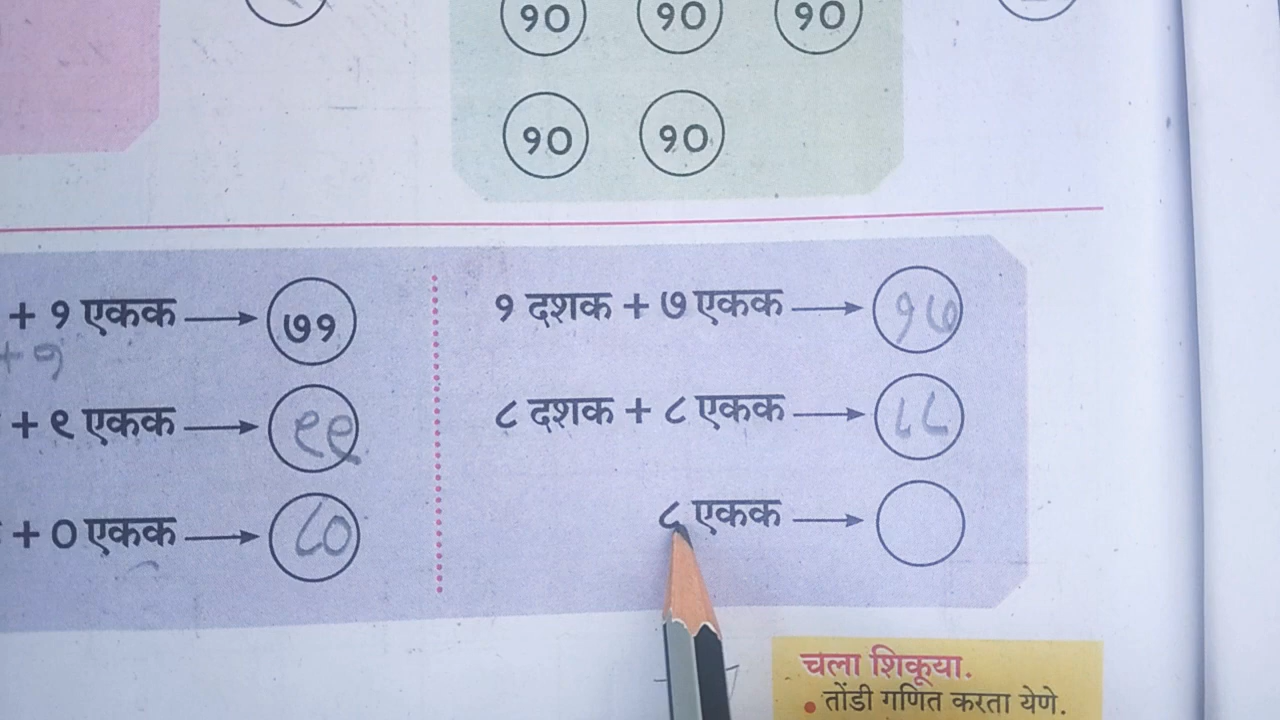 १० १० १०
१० १०
+ १ एकक → ७१
+ १
+ ९ एकक → ९९
+ ० एकक → ८०
१ दशक + ७ एकक → १७
८ दशक + ८ एकक → ८८
८ एकक →
चला शिकूया.
• तोंडी गणित करता येणे.